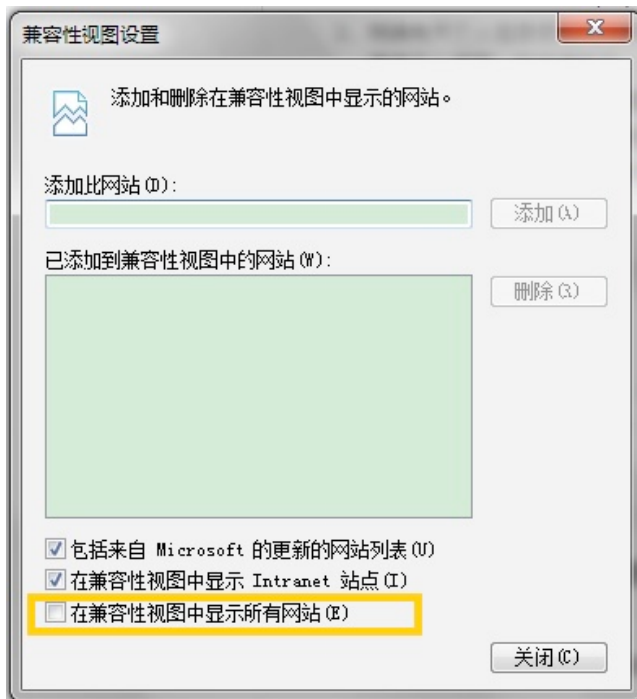 兼容性视图设置
添加和删除在兼容性视图中显示的网站。
添加此网站(D):
添加(A)
已添加到兼容性视图中的网站(W):
删除(R)
包括来自 Microsoft 的更新的网站列表(U)
在兼容性视图中显示 Intranet 站点(I)
在兼容性视图中显示所有网站(E)
关闭(C)